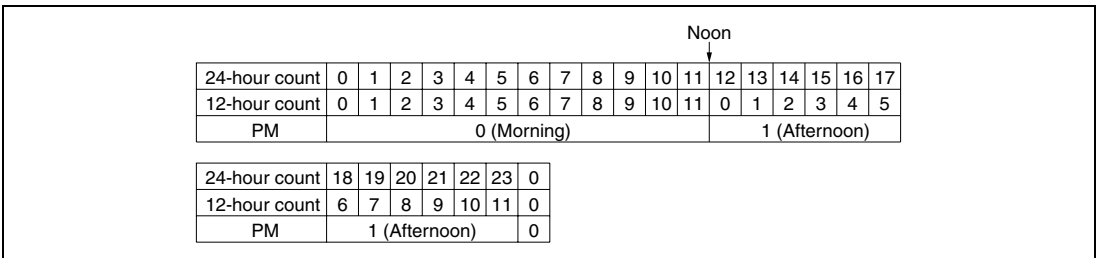 Noon
24-hour count 0 1 2 3 4 5 6 7 8 9 10 11 12 13 14 15 16 17
12-hour count 0 1 2 3 4 5 6 7 8 9 10 11 0 1 2 3 4 5
PM 0 (Morning) 1 (Afternoon)
24-hour count 18 19 20 21 22 23 0
12-hour count 6 7 8 9 10 11 0
PM 1 (Afternoon) 0